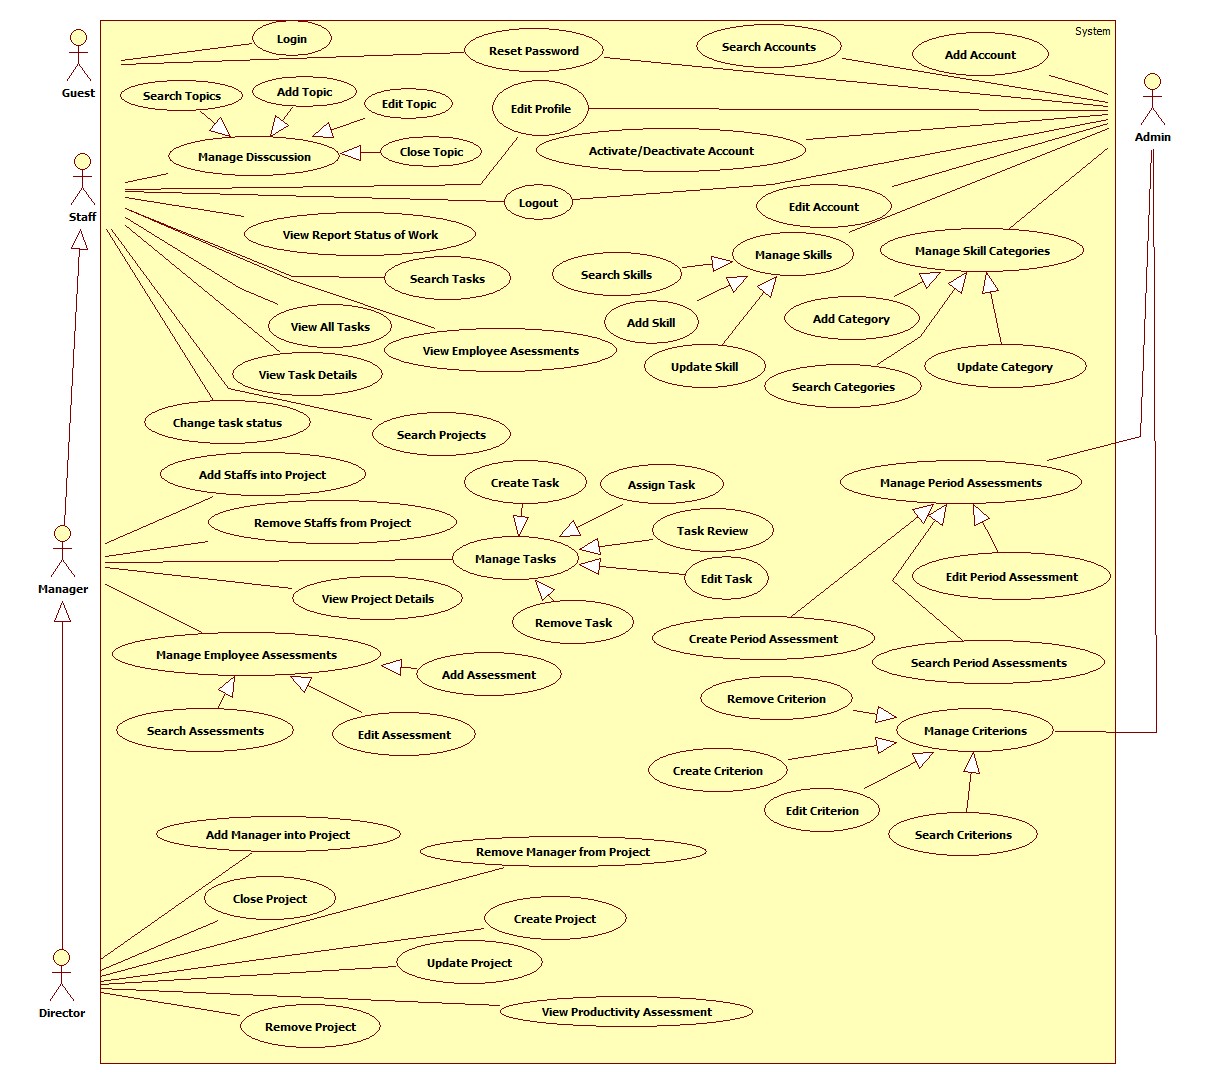 System
Login
Reset Password
Search Accounts
Add Account
Guest
Search Topics
Add Topic
Edit Topic
Edit Profile
Admin
Manage Disscussion
Close Topic
Activate/Deactivate Account
Staff
Logout
Edit Account
View Report Status of Work
Manage Skills
Manage Skill Categories
Search Tasks
Search Skills
View All Tasks
Add Skill
Add Category
View Employee Asessments
View Task Details
Update Skill
Search Categories
Update Category
Change task status
Search Projects
Add Staffs into Project
Create Task
Assign Task
Manage Period Assessments
Remove Staffs from Project
Task Review
Manager
Manage Tasks
Edit Task
Edit Period Assessment
View Project Details
Remove Task
Create Period Assessment
Manage Employee Assessments
Search Period Assessments
Add Assessment
Remove Criterion
Search Assessments
Edit Assessment
Manage Criterions
Create Criterion
Edit Criterion
Search Criterions
Add Manager into Project
Remove Manager from Project
Close Project
Create Project
Update Project
Director
View Productivity Assessment
Remove Project